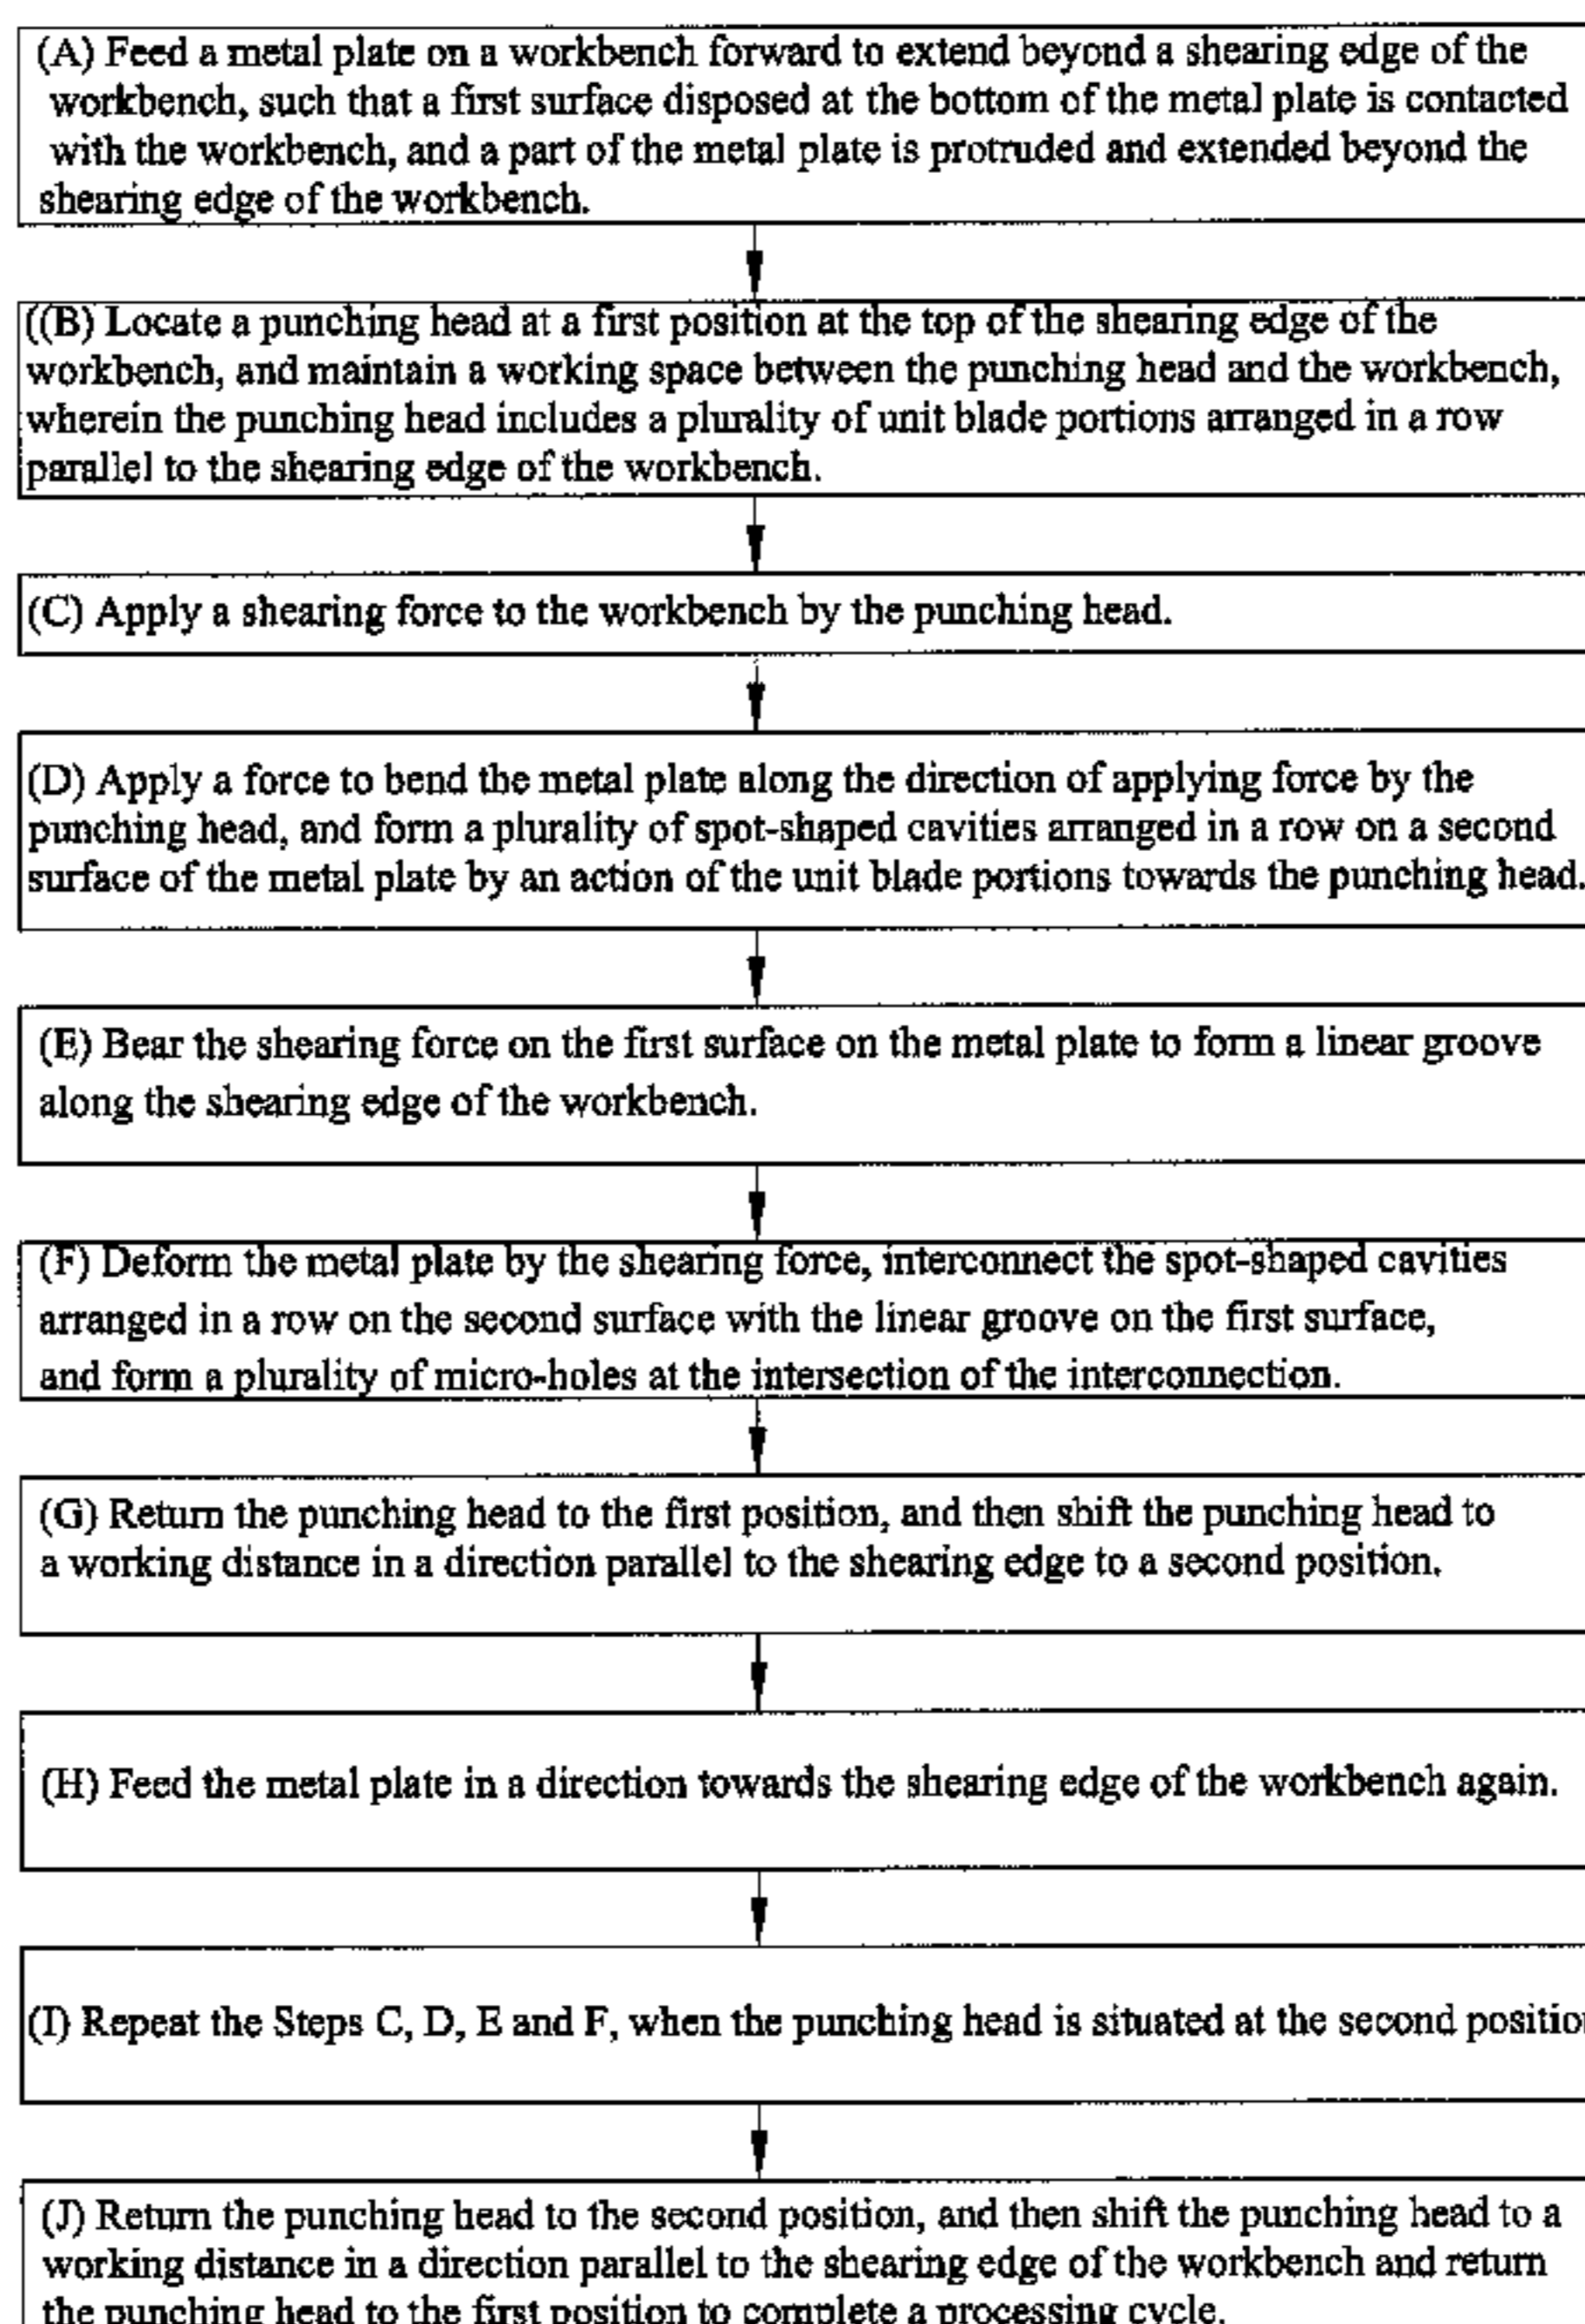 (A) Feed a metal plate on a workbench forward to extend beyond a shearing edge of the
workbench, such that a first surface disposed at the bottom of the metal plate is contacted
with the workbench, and a part of the metal plate is protruded and extended beyond the
shearing edge of the workbench.
((B) Locate a punching head at a first position at the top of the shearing edge of the
workbench, and maintain a working space between the punching head and the workbench,
wherein the punching head includes a plurality of unit blade portions arranged in a row
parallel to the shearing edge of the workbench.
(C) Apply a shearing force to the workbench by the punching head.
(D) Apply a force to bend the metal plate along the direction of applying force by the
punching head, and form a plurality of spot-shaped cavities arranged in a row on a second
surface of the metal plate by an action of the unit blade portions towards the punching head.
(E) Bear the shearing force on the first surface on the metal plate to form a linear groove
along the shearing edge of the workbench.
(F) Deform the metal plate by the shearing force, interconnect the spot-shaped cavities
arranged in a row on the second surface with the linear groove on the first surface,
and form a plurality of micro-holes at the intersection of the interconnection.
(G) Return the punching head to the first position, and then shift the punching head to
a working distance in a direction parallel to the shearing edge to a second position.
(H) Feed the metal plate in a direction towards the shearing edge of the workbench again.
(I) Repeat the Steps C, D, E and F, when the punching head is situated at the second position
(J) Return the punching head to the second position, and then shift the punching head to a
working distance in a direction parallel to the shearing edge of the workbench and return
the punching head to the first position to complete a processing cycle.